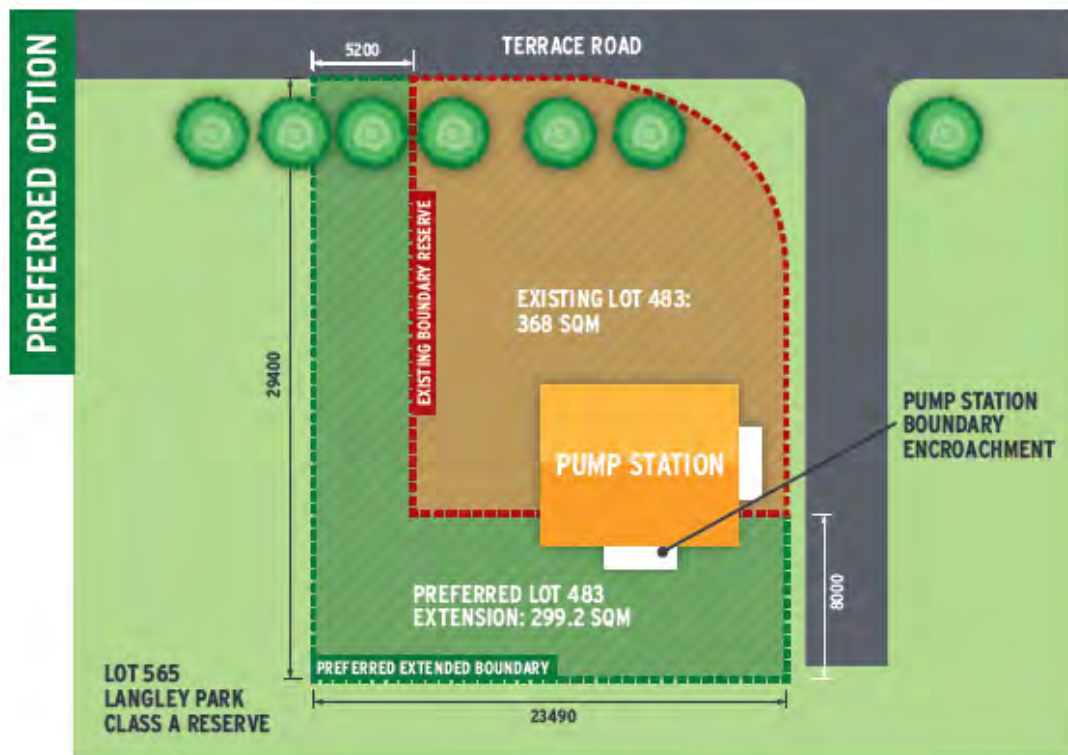 PREFERRED OPTION
5200
TERRACE ROAD
29400
EXISTING BOUNDARY RESERVE
EXISTING LOT 483:
368 SQM
PUMP STATION
PUMP STATION
BOUNDARY
ENCROACHMENT
8000
PREFERRED LOT 483
EXTENSION: 299.2 SQM
PREFERRED EXTENDED BOUNDARY
LOT 565
LANGLEY PARK
CLASS A RESERVE
23490